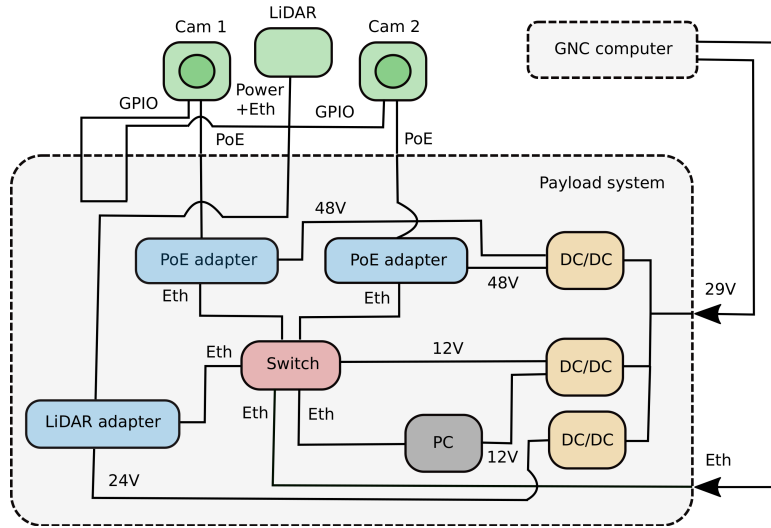 LiDAR
Cam 1
Cam 2
GNC computer
Power
+Eth
GPIO
GPIO
PoE
PoE
Payload system
48V
PoE adapter
PoE adapter
DC/DC
48V
29V
Eth
Eth
12V
Eth
Switch
DC/DC
Eth
Eth
LiDAR adapter
PC
DC/DC
12V
Eth
24V